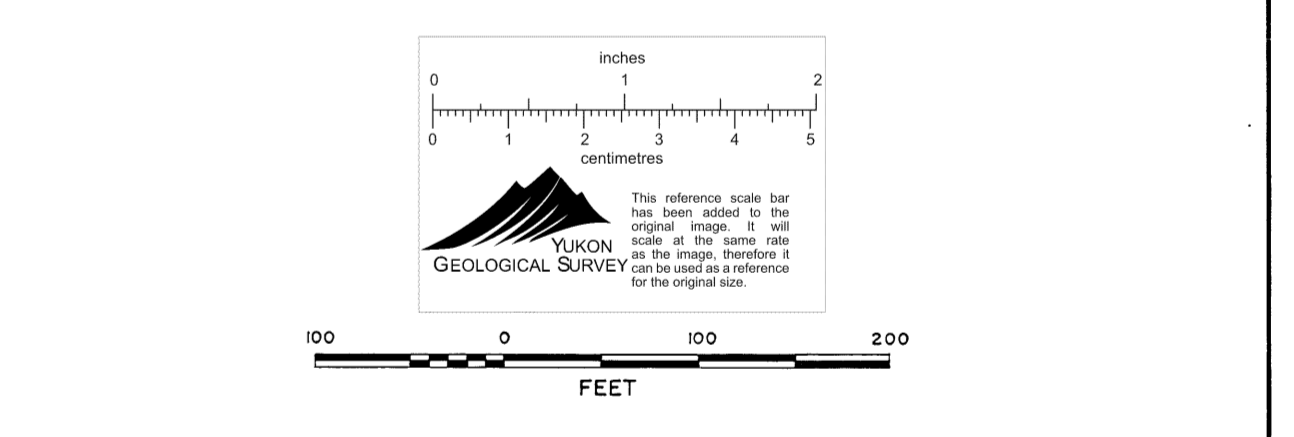 inches
0 1 2
0 1 2 3 4 5
centimetres
This reference scale bar
has been added to the
original image. It will
scale at the same rate
as the image, therefore it
can be used as a reference
for the original size.
YUKON
GEOLOGICAL SURVEY
100 0 100 200
FEET